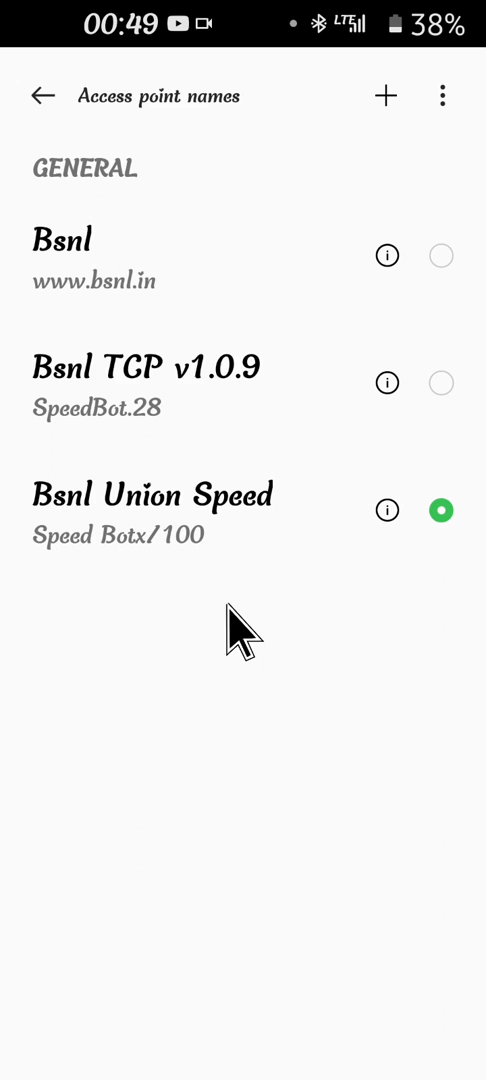 00:49 LTE 38%
Access point names
GENERAL
Bsnl
www.bsnl.in
Bsnl TCP v1.0.9
SpeedBot.28
Bsnl Union Speed
Speed Botx/100